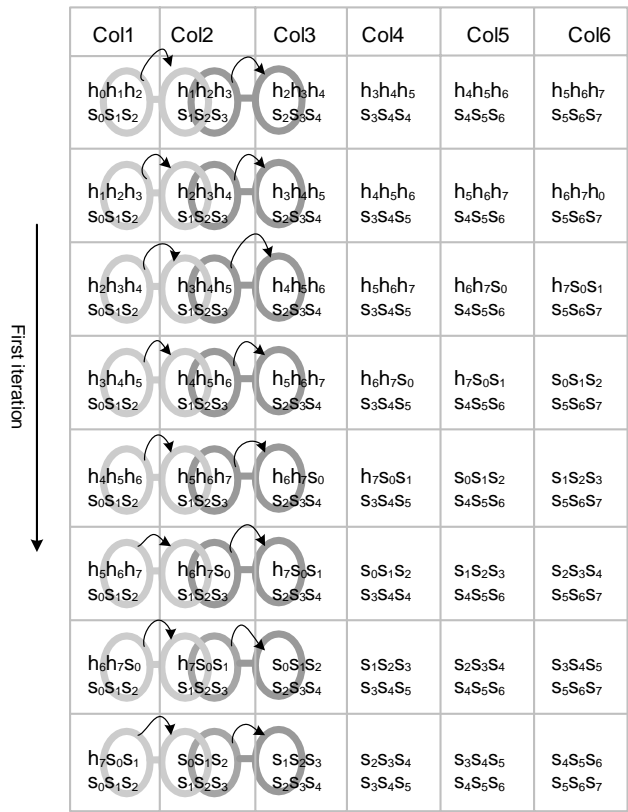 Col1 Col2 Col3 Col4 Col5 Col6
h₀h₁h₂ h₁h₂h₃ h₂h₃h₄ h₃h₄h₅ h₄h₅h₆ h₅h₆h₇
s₀s₁s₂ s₁s₂s₃ s₂s₃s₄ s₃s₄s₄ s₄s₅s₆ s₅s₆s₇
h₁h₂h₃ h₂h₃h₄ h₃h₄h₅ h₄h₅h₆ h₅h₆h₇ h₆h₇h₀
s₀s₁s₂ s₁s₂s₃ s₂s₃s₄ s₃s₄s₅ s₄s₅s₆ s₅s₆s₇
h₂h₃h₄ h₃h₄h₅ h₄h₅h₆ h₅h₆h₇ h₆h₇s₀ h₇s₀s₁
s₀s₁s₂ s₁s₂s₃ s₂s₃s₄ s₃s₄s₅ s₄s₅s₆ s₅s₆s₇
First iteration
h₃h₄h₅ h₄h₅h₆ h₅h₆h₇ h₆h₇s₀ h₇s₀s₁ s₀s₁s₂
s₀s₁s₂ s₁s₂s₃ s₂s₃s₄ s₃s₄s₅ s₄s₅s₆ s₅s₆s₇
h₄h₅h₆ h₅h₆h₇ h₆h₇s₀ h₇s₀s₁ s₀s₁s₂ s₁s₂s₃
s₀s₁s₂ s₁s₂s₃ s₂s₃s₄ s₃s₄s₅ s₄s₅s₆ s₅s₆s₇
h₅h₆h₇ h₆h₇s₀ h₇s₀s₁ s₀s₁s₂ s₁s₂s₃ s₂s₃s₄
s₀s₁s₂ s₁s₂s₃ s₂s₃s₄ s₃s₄s₄ s₄s₅s₆ s₅s₆s₇
h₆h₇s₀ h₇s₀s₁ s₀s₁s₂ s₁s₂s₃ s₂s₃s₄ s₃s₄s₅
s₀s₁s₂ s₁s₂s₃ s₂s₃s₄ s₃s₄s₅ s₄s₅s₆ s₅s₆s₇
h₇s₀s₁ s₀s₁s₂ s₁s₂s₃ s₂s₃s₄ s₃s₄s₅ s₄s₅s₆
s₀s₁s₂ s₁s₂s₃ s₂s₃s₄ s₃s₄s₅ s₄s₅s₆ s₅s₆s₇